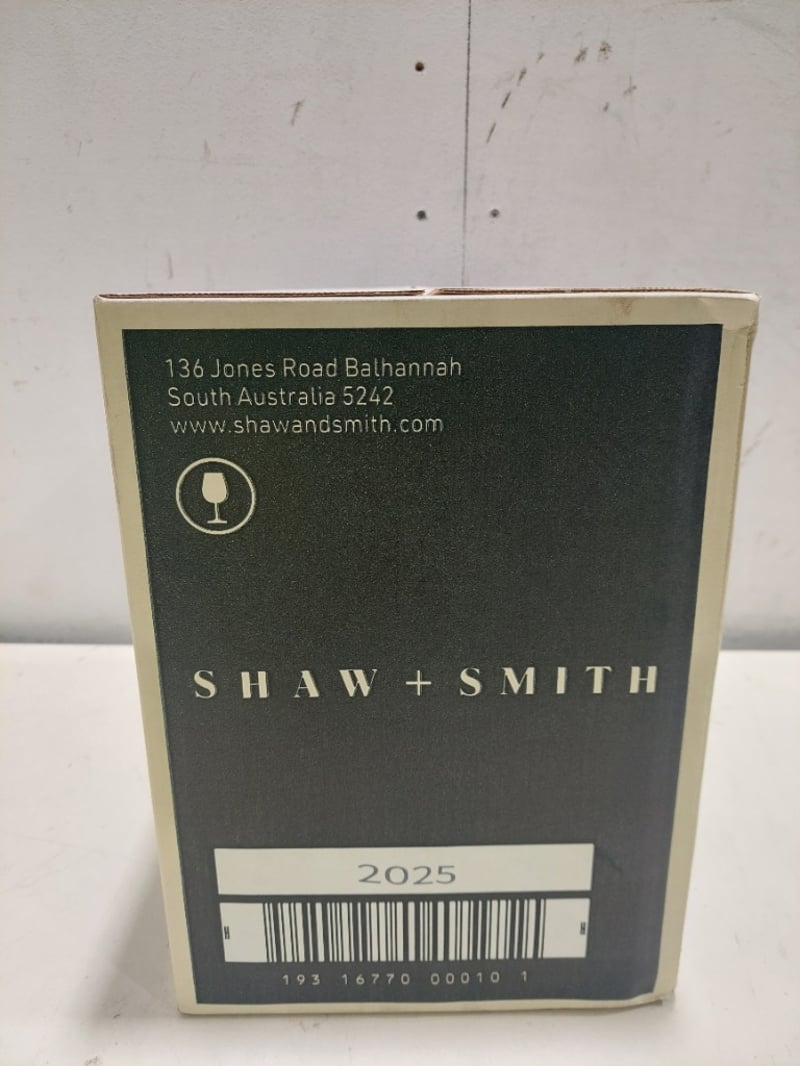 136 Jones Road Balhannah
South Australia 5242
www.shawandsmith.com
SHAW + SMITH
2025
193 16770 00010 1